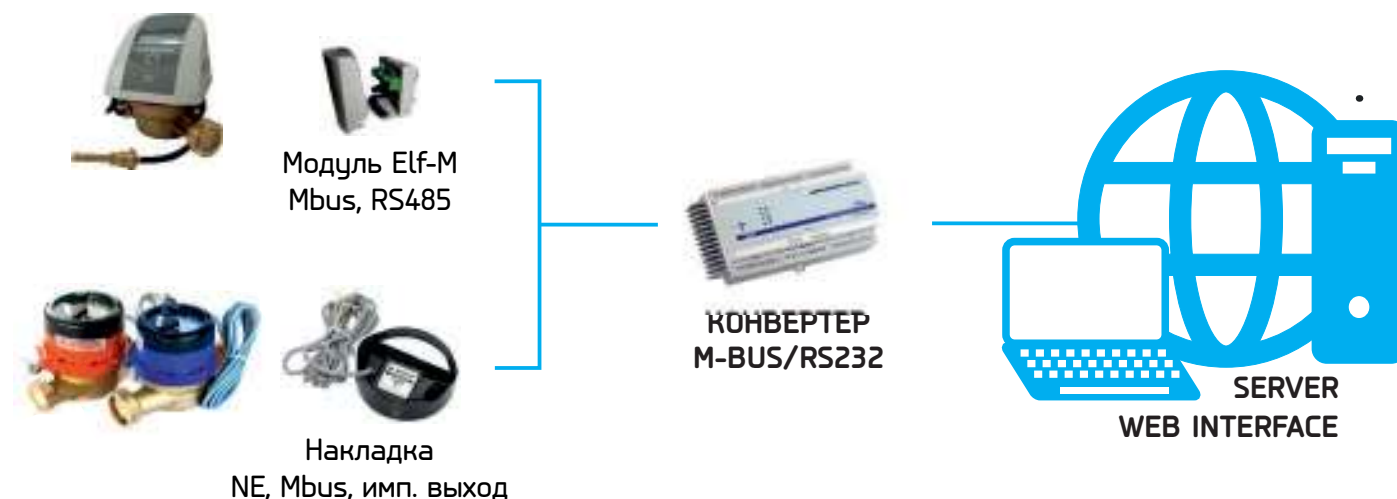 Модуль Elf-M
Mbus, RS485
КОНВЕРТЕР
M-BUS/RS232
SERVER
WEB INTERFACE
Накладка
NE, Mbus, имп. выход